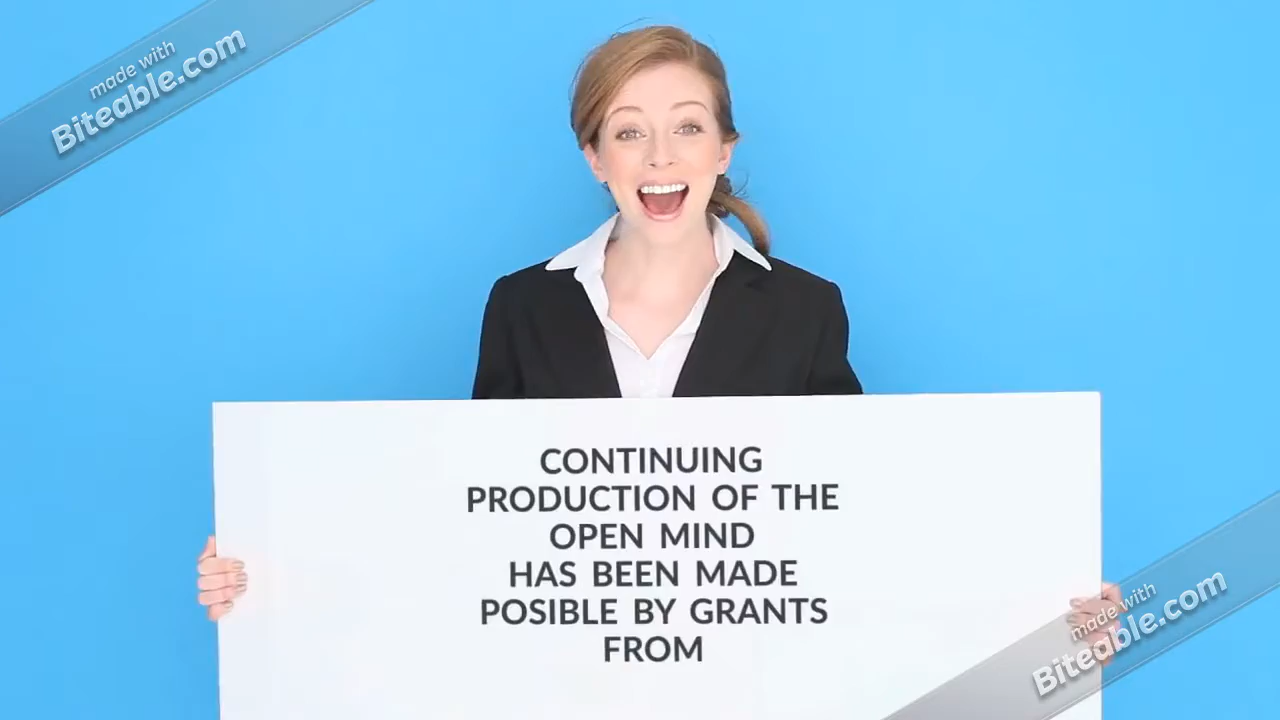 made with
Biteable.com
CONTINUING
PRODUCTION OF THE
OPEN MIND
HAS BEEN MADE
POSIBLE BY GRANTS
FROM
made with
Biteable.com